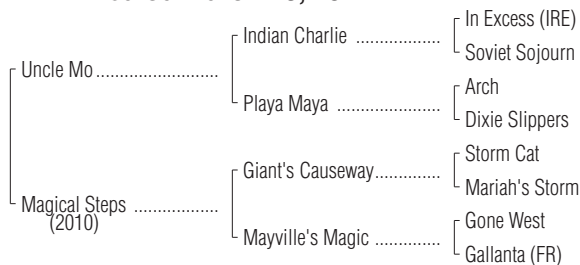 In Excess (IRE)
Indian Charlie ..................
Soviet Sojourn
Uncle Mo ..........................
Arch
Playa Maya ......................
Dixie Slippers
Storm Cat
Giant's Causeway..............
Mariah's Storm
Magical Steps ..................
(2010)
Gone West
Mayville's Magic ...............
Gallanta (FR)